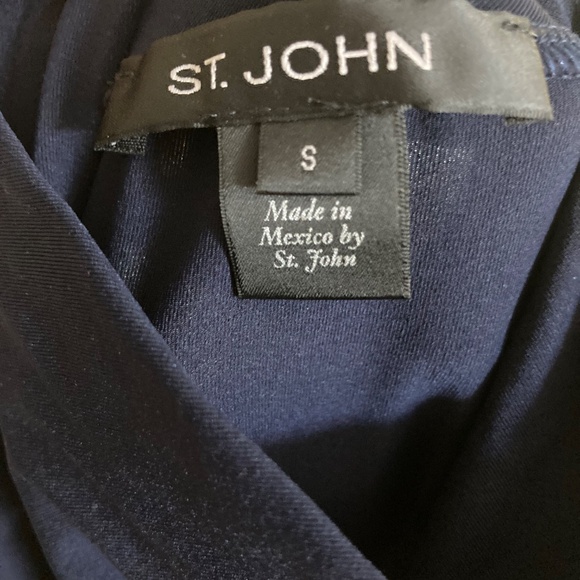 ST. JOHN
S
Made in
Mexico by
St. John